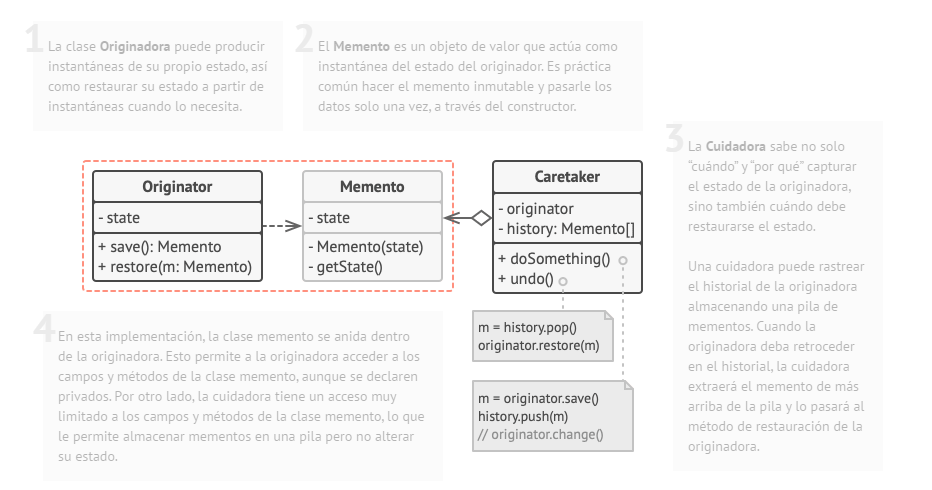 1
La clase Originadora puede producir
instantáneas de su propio estado, así
como restaurar su estado a partir de
instantáneas cuando lo necesita.
2
El Memento es un objeto de valor que actúa como
instantánea del estado del originador. Es práctica
común hacer el memento inmutable y pasarle los
datos solo una vez, a través del constructor.
3
La Cuidadora sabe no solo
“cuándo” y “por qué” capturar
el estado de la originadora,
sino también cuándo debe
restaurarse el estado.
Una cuidadora puede rastrear
el historial de la originadora
almacenando una pila de
mementos. Cuando la
originadora deba retroceder
en el historial, la cuidadora
extraerá el memento de más
arriba de la pila y lo pasará al
método de restauración de la
originadora.
Originator
- state
+ save(): Memento
+ restore(m: Memento)
Memento
- state
- Memento(state)
- getState()
Caretaker
- originator
- history: Memento[]
+ doSomething()
+ undo()
m = history.pop()
originator.restore(m)
m = originator.save()
history.push(m)
// originator.change()
4
En esta implementación, la clase memento se anida dentro
de la originadora. Esto permite a la originadora acceder a los
campos y métodos de la clase memento, aunque se declaren
privados. Por otro lado, la cuidadora tiene un acceso muy
limitado a los campos y métodos de la clase memento, lo que
le permite almacenar mementos en una pila pero no alterar
su estado.